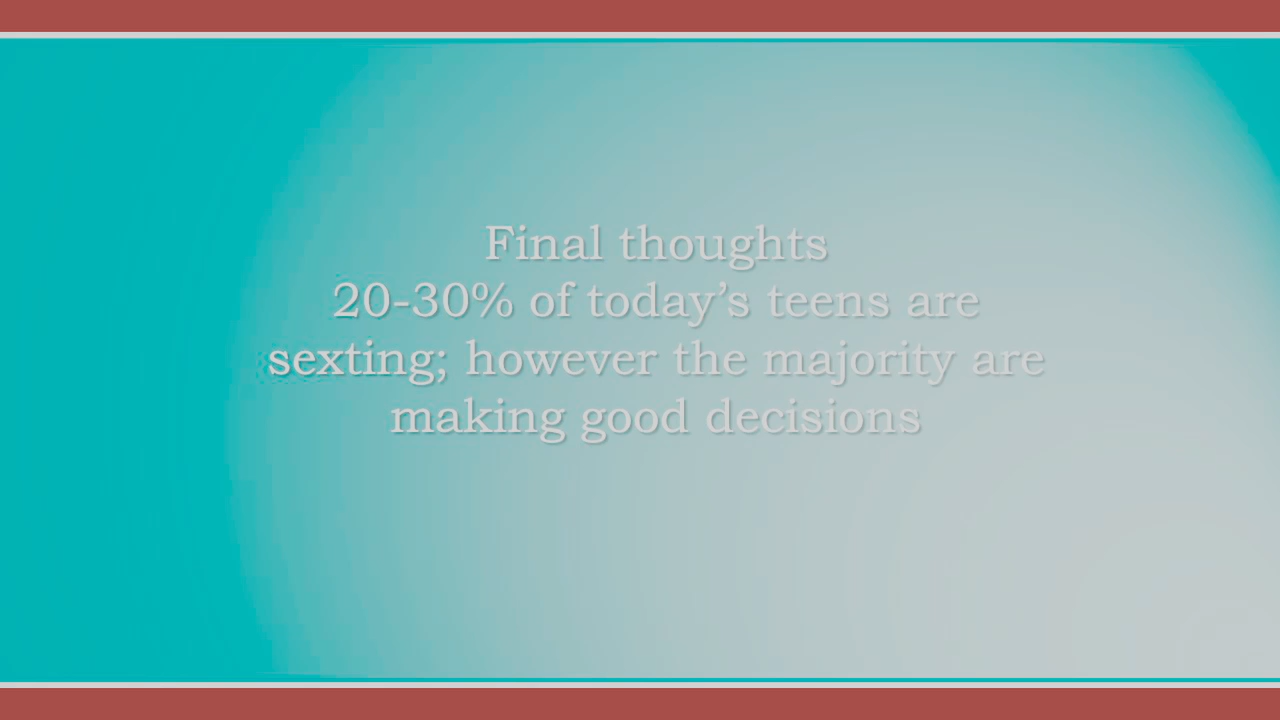 Final thoughts
20-30% of today’s teens are
sexting; however the majority are
making good decisions